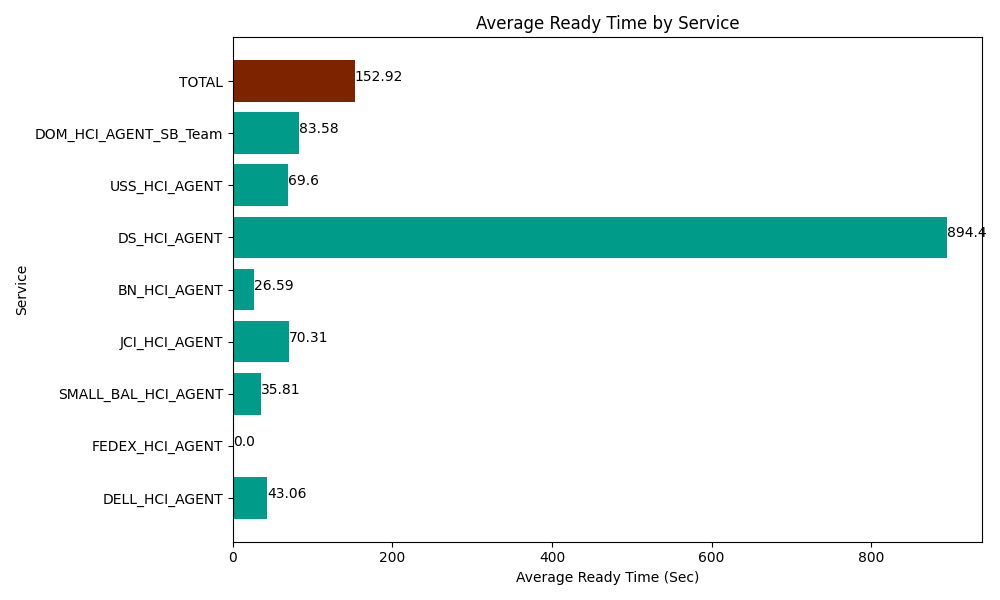 Average Ready Time by Service
TOTAL 152.92
DOM_HCI_AGENT_SB_Team 83.58
USS_HCI_AGENT 69.6
DS_HCI_AGENT 894.4
BN_HCI_AGENT 26.59
JCI_HCI_AGENT 70.31
SMALL_BAL_HCI_AGENT 35.81
FEDEX_HCI_AGENT 0.0
DELL_HCI_AGENT 43.06
Service
0 200 400 600 800
Average Ready Time (Sec)